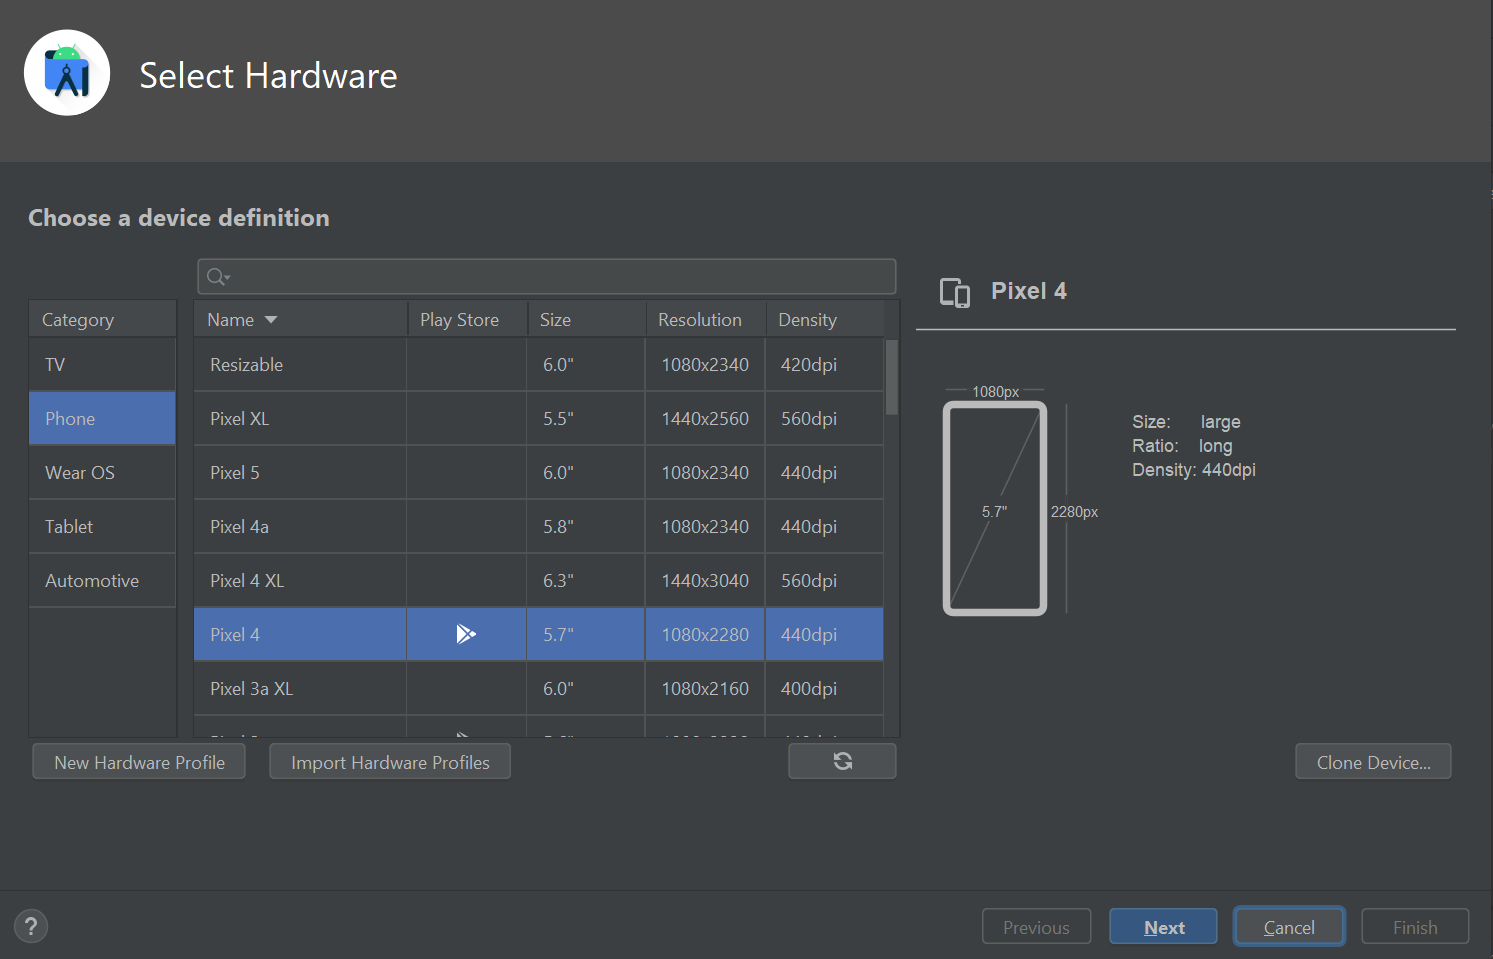 Select Hardware
Choose a device definition
Category
TV
Phone
Wear OS
Tablet
Automotive
Name Play Store Size Resolution Density
Resizable 6.0" 1080x2340 420dpi
Pixel XL 5.5" 1440x2560 560dpi
Pixel 5 6.0" 1080x2340 440dpi
Pixel 4a 5.8" 1080x2340 440dpi
Pixel 4 XL 6.3" 1440x3040 560dpi
Pixel 4 5.7" 1080x2280 440dpi
Pixel 3a XL 6.0" 1080x2160 400dpi
Pixel 4
1080px
5.7"
2280px
Size: large
Ratio: long
Density: 440dpi
New Hardware Profile
Import Hardware Profiles
Clone Device...
?
Previous
Next
Cancel
Finish